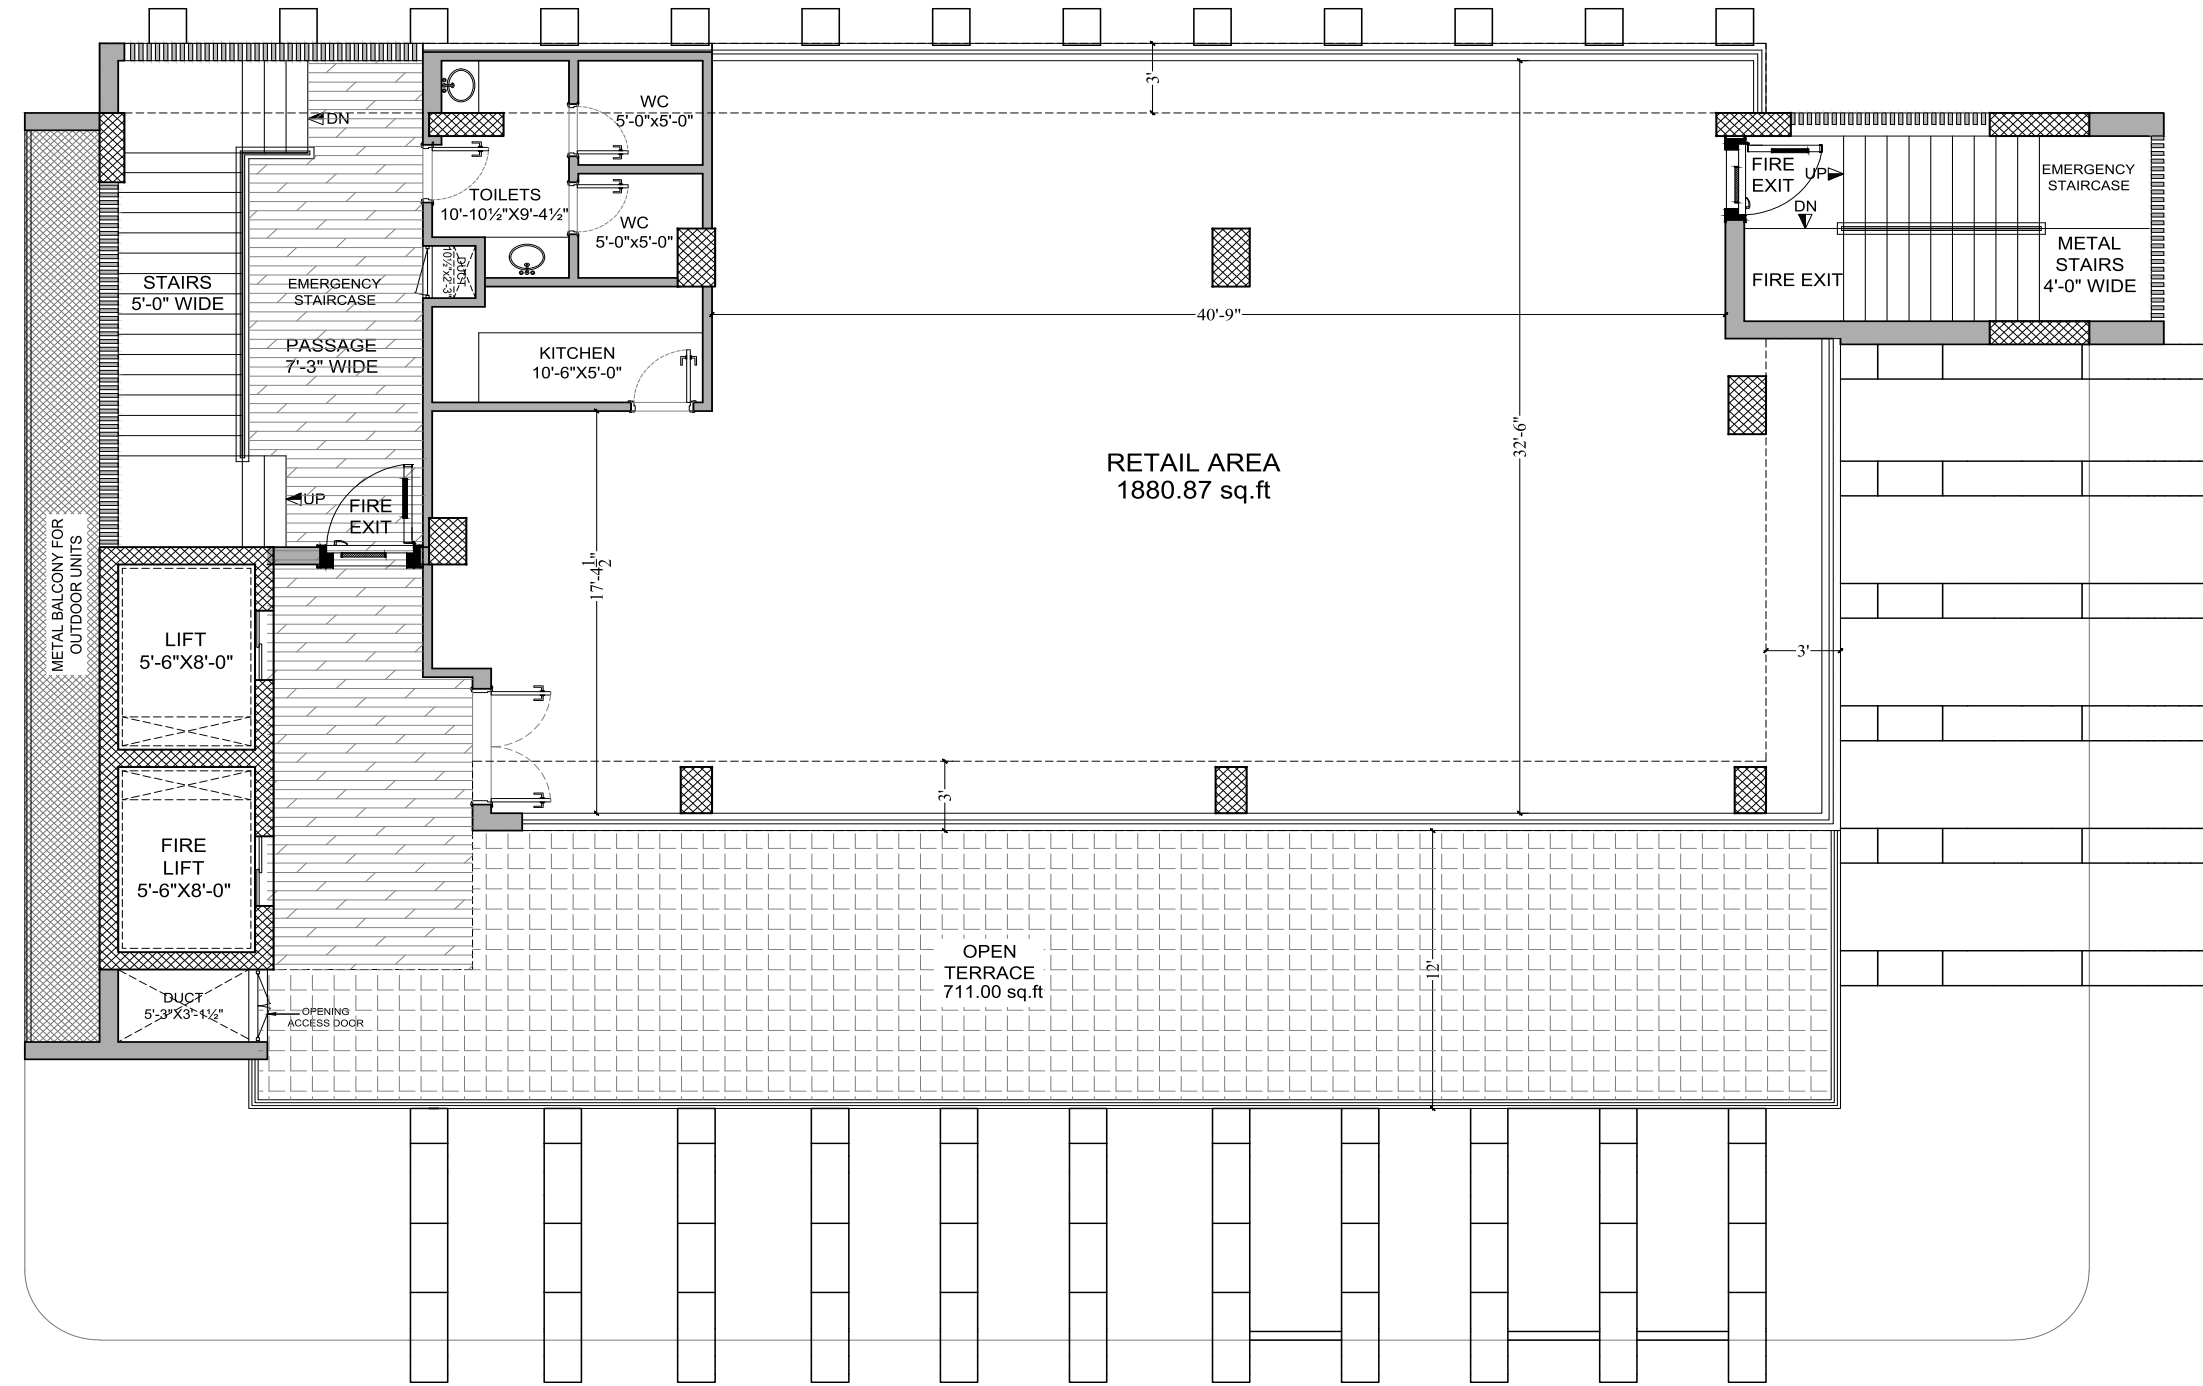 3'
WC
5'-0"x5'-0"
DN
FIRE
EXIT
UP
EMERGENCY
STAIRCASE
TOILETS
10'-10½"X9'-4½"
DN
WC
5'-0"x5'-0"
METAL
STAIRS
4'-0" WIDE
DUCT
10½"x2'-3"
STAIRS
5'-0" WIDE
EMERGENCY
STAIRCASE
FIRE EXIT
40'-9"
PASSAGE
7'-3" WIDE
KITCHEN
10'-6"X5'-0"
32'-6"
RETAIL AREA
1880.87 sq.ft
UP
FIRE
EXIT
METAL BALCONY FOR
OUTDOOR UNITS
17'-4½"
LIFT
5'-6"X8'-0"
3'
3'
FIRE
LIFT
5'-6"X8'-0"
OPEN
TERRACE
711.00 sq.ft
12'
DUCT
5'-3"X3'-1½"
OPENING
ACCESS DOOR